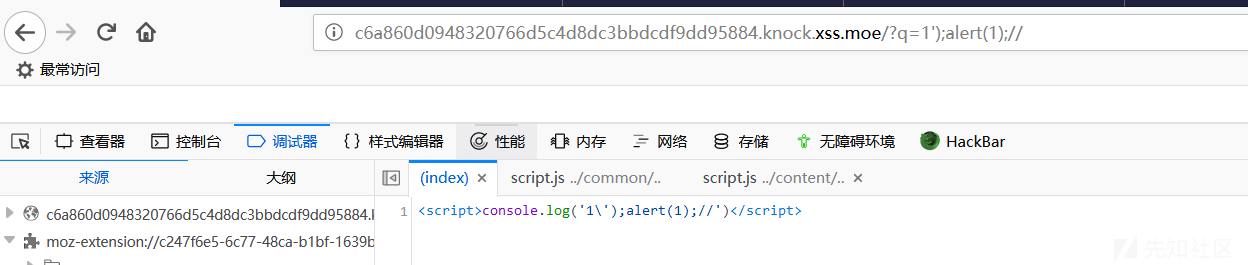 c6a860d0948320766d5c4d8dc3bbdcdf9dd95884.knock.xss.moe/?q=1');alert(1);//
最常访问
查看器 控制台 调试器 {} 样式编辑器 性能 内存 网络 存储 无障碍环境 HackBar
来源 大纲 (index) × script.js ../common/.. script.js ../content/.. ×
c6a860d0948320766d5c4d8dc3bbdcdf9dd95884.k
1 <script>console.log('1\');alert(1);//')</script>
moz-extension://c247f6e5-6c77-48ca-b1bf-1639b
先知社区